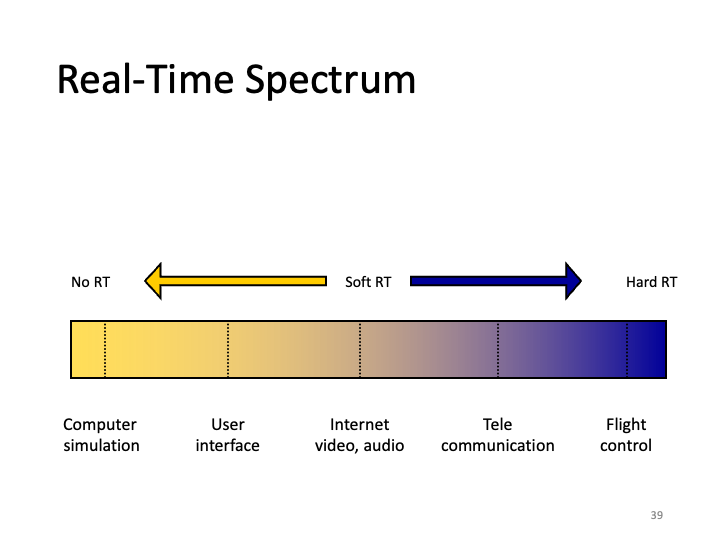 Real-Time Spectrum
No RT
Soft RT
Hard RT
Computer
simulation
User
interface
Internet
video, audio
Tele
communication
Flight
control
39